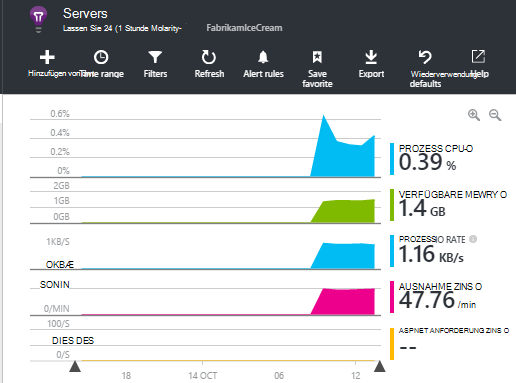 Servers
Lassen Sie 24 (1 Stunde Molarity- FabrikamIceCream
Hinzufügen von Time range Filters Refresh Alert rules Save favorite Export Wiederverwendung defaults Help
0.6%
0.4%
0.2%
0%
PROZESS CPU-O
0.39 %
2GB
1GB
0GB
VERFÜGBARE MEWRY O
1.4 GB
1KB/S
OKBÆ
PROZESSIO RATE
1.16 KB/s
SONIN
0/MIN
AUSNAHME ZINS O
47.76 /min
100/S
DIES DES
0/S
ASP.NET ANFORDERUNG ZINS O
--
18 14 OCT 06 12